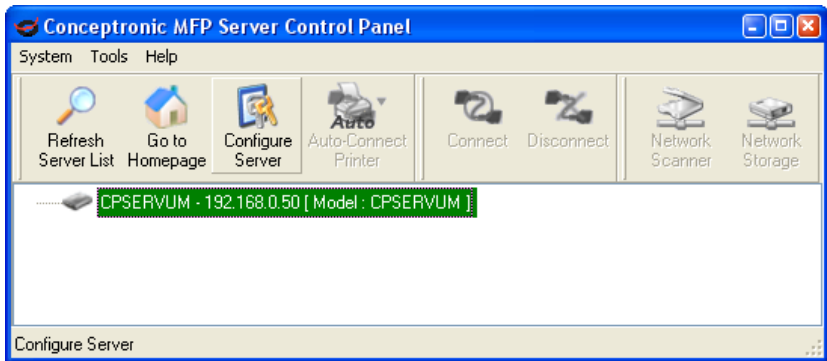 Conceptronic MFP Server Control Panel
System Tools Help
Refresh Server List
Go to Homepage
Configure Server
Auto
Auto-Connect Printer
Connect
Disconnect
Network Scanner
Network Storage
CPSERVUM - 192.168.0.50 [ Model : CPSERVUM ]
Configure Server